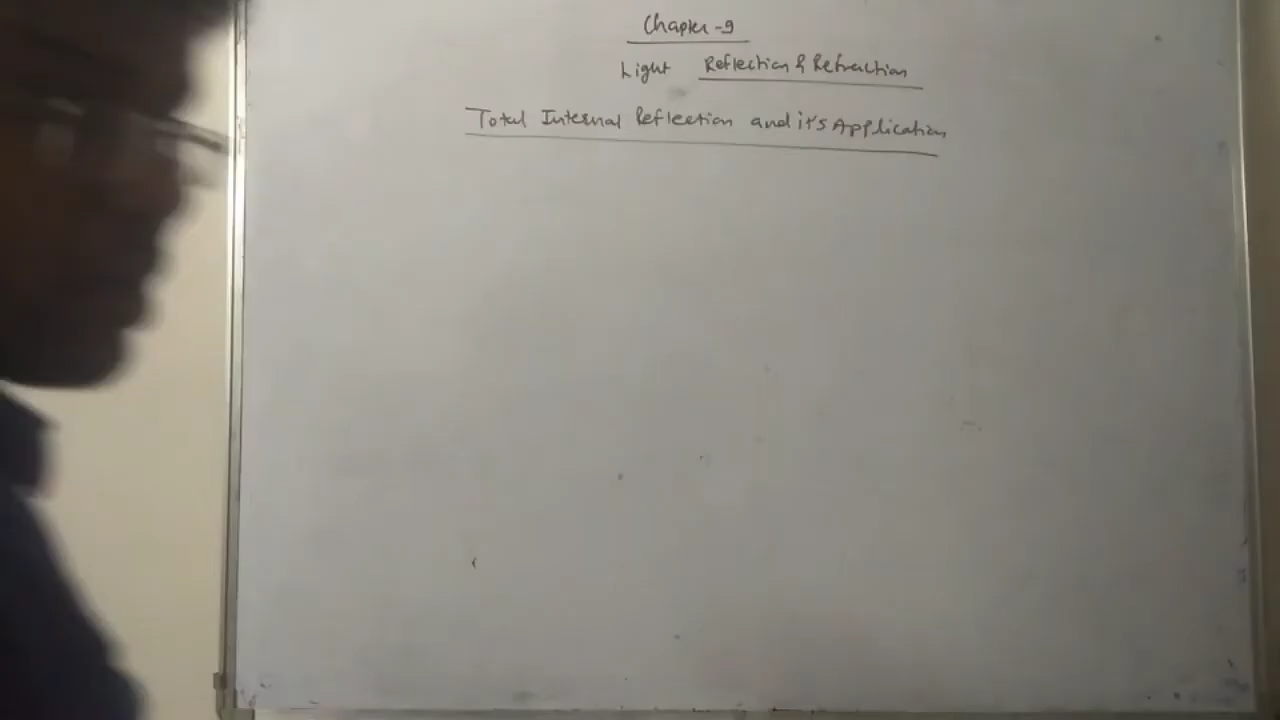 Chapter-9
Light Reflection & Refraction
Total Internal Reflection and it's Application